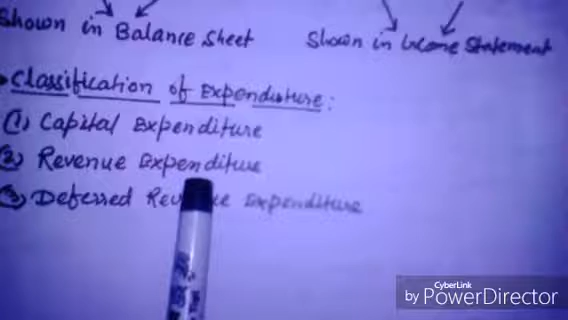 Shown in Balance Sheet
Shown in Income Statement
Classification of Expenditure:
(1) Capital Expenditure
(2) Revenue Expenditure
(3) Deferred Expenditure
CyberLink
by PowerDirector